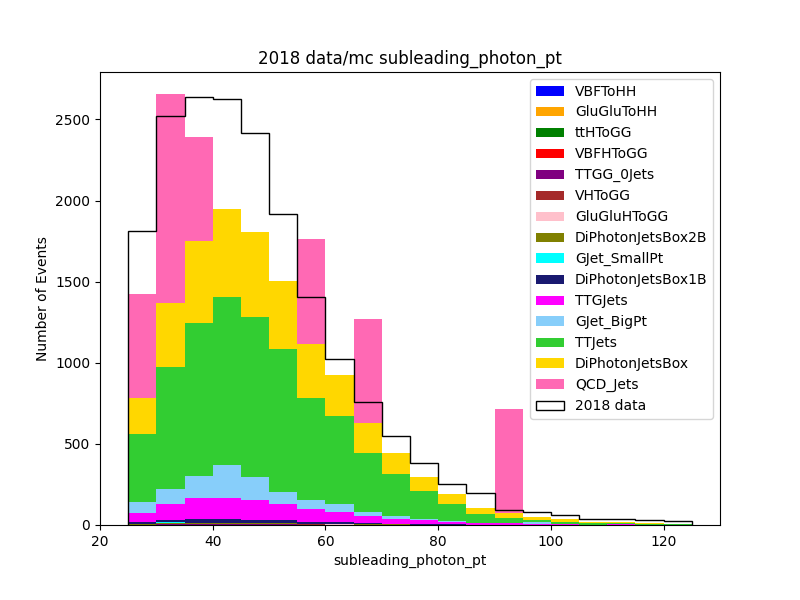 2018 data/mc subleading_photon_pt
Number of Events
2500
2000
1500
1000
500
0
20
40
60
80
100
120
subleading_photon_pt
VBFToHH
GluGluToHH
ttHToGG
VBFHToGG
TTGG_0Jets
VHToGG
GluGluHToGG
DiPhotonJetsBox2B
GJet_SmallPt
DiPhotonJetsBox1B
TTGJets
GJet_BigPt
TTJets
DiPhotonJetsBox
QCD_Jets
2018 data